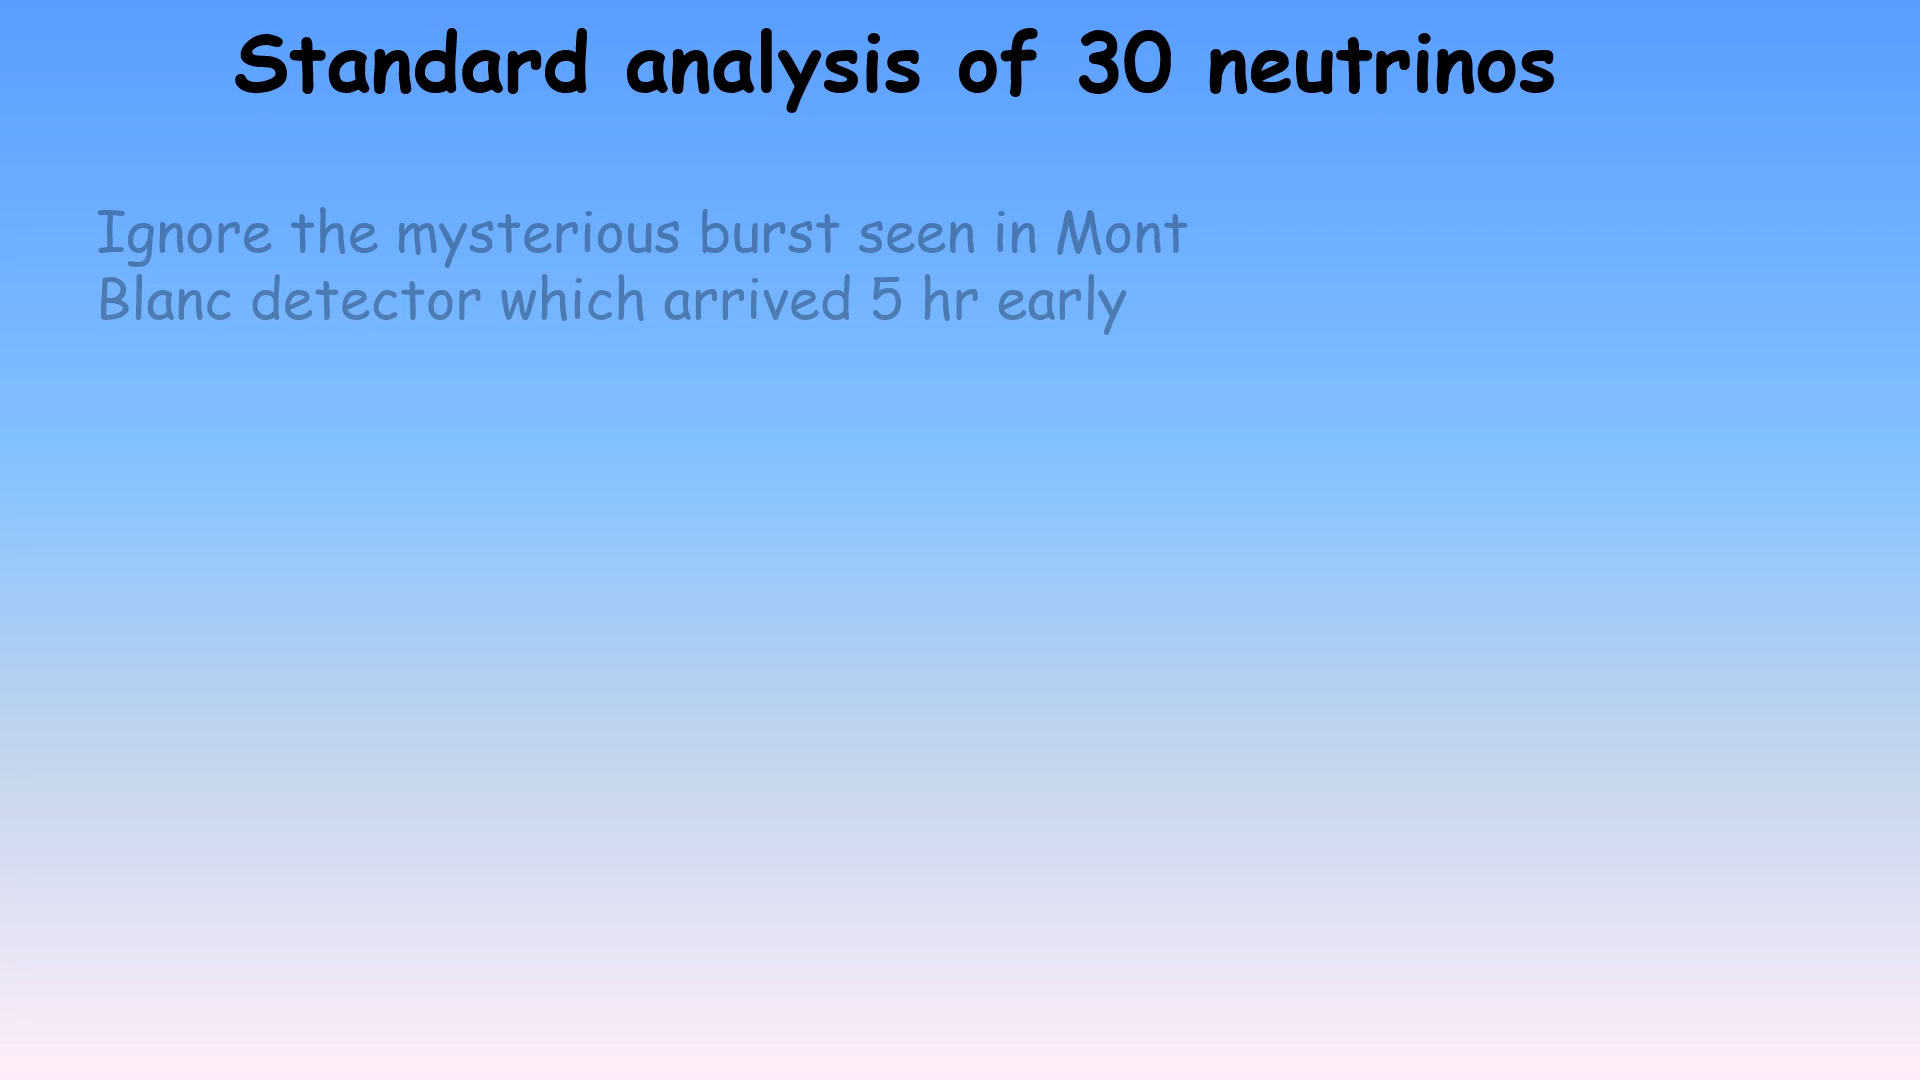 Standard analysis of 30 neutrinos
Ignore the mysterious burst seen in Mont
Blanc detector which arrived 5 hr early